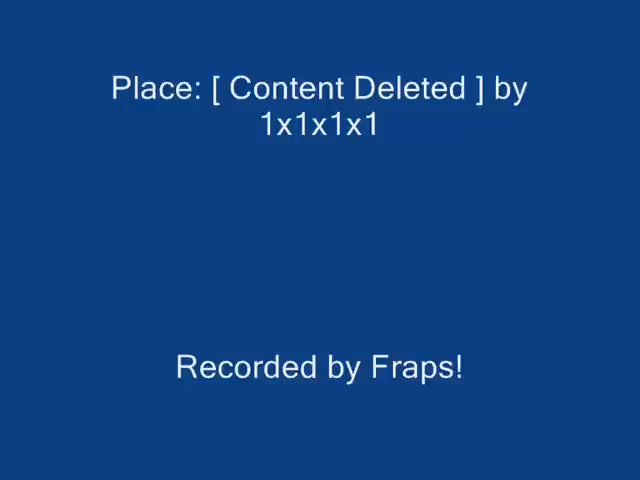 Place: [ Content Deleted ] by
1x1x1x1
Recorded by Fraps!